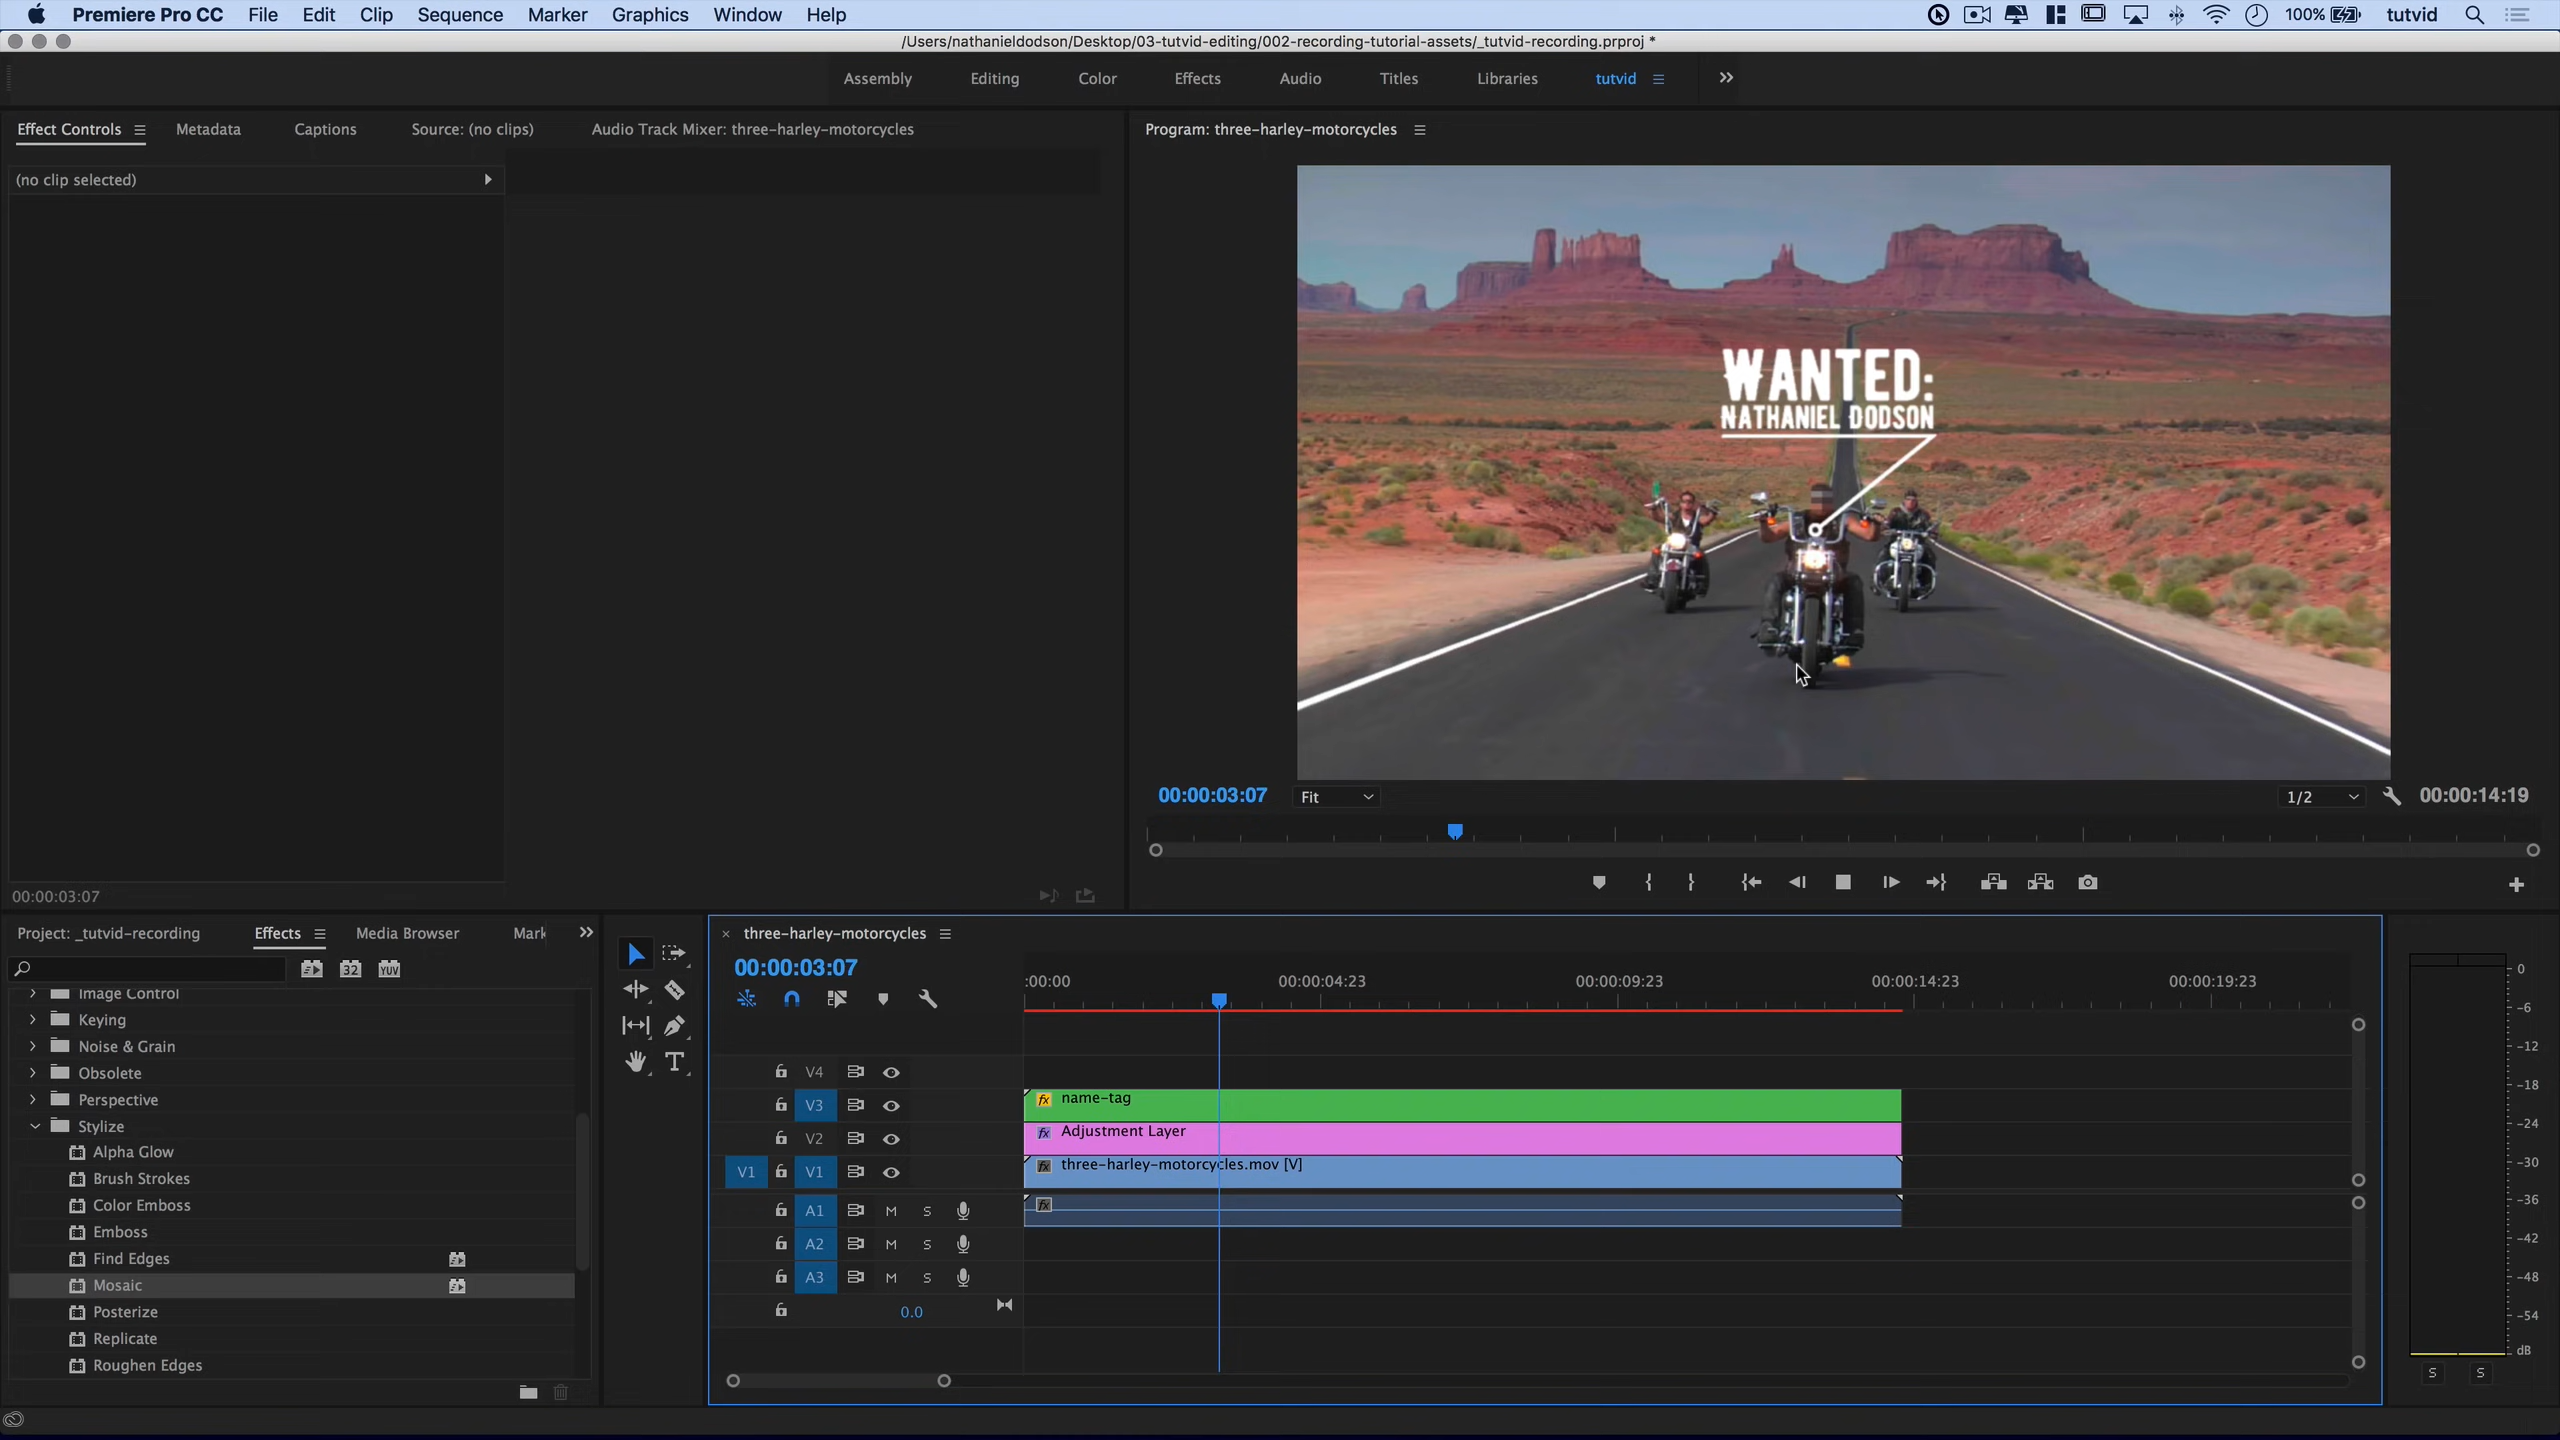 Premiere Pro CC File Edit Clip Sequence Marker Graphics Window Help 100% tutvid
/Users/nathanieldodson/Desktop/03-tutvid-editing/002-recording-tutorial-assets/_tutvid-recording.prproj *
Assembly Editing Color Effects Audio Titles Libraries tutvid
Effect Controls Metadata Captions Source: (no clips) Audio Track Mixer: three-harley-motorcycles
(no clip selected)
00:00:03:07
Program: three-harley-motorcycles
WANTED:
NATHANIEL DODSON
00:00:03:07 Fit 1/2 00:00:14:19
Project: _tutvid-recording Effects Media Browser Mark
32 YUV
Image Control
Keying
Noise & Grain
Obsolete
Perspective
Stylize
Alpha Glow
Brush Strokes
Color Emboss
Emboss
Find Edges
Mosaic
Posterize
Replicate
Roughen Edges
three-harley-motorcycles
00:00:03:07
:00:00 00:00:04:23 00:00:09:23 00:00:14:23 00:00:19:23
V4
V3 fx name-tag
V2 fx Adjustment Layer
V1 V1 fx three-harley-motorcycles.mov [V]
A1 M S fx
A2 M S
A3 M S
0.0
0
-6
-12
-18
-24
-30
-36
-42
-48
-54
dB
S S